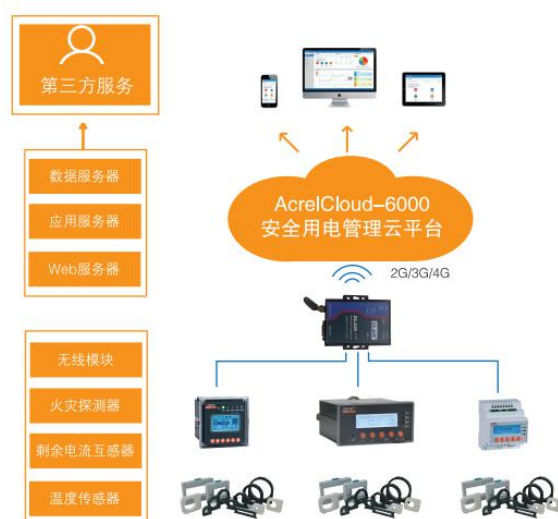 第三方服务
数据服务器
应用服务器
Web服务器
AcrelCloud-6000
安全用电管理云平台
2G/3G/4G
无线模块
火灾探测器
剩余电流互感器
温度传感器